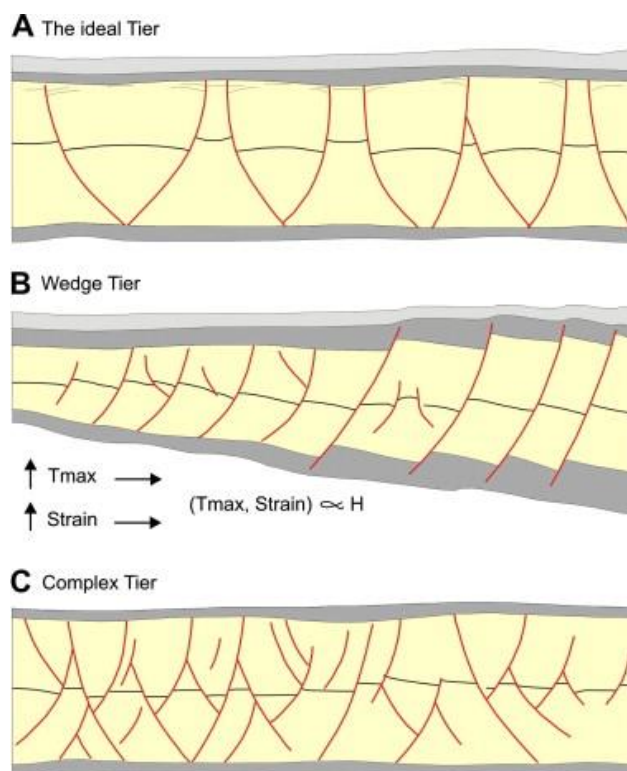 A The ideal Tier
B Wedge Tier
↑ Tmax →
↑ Strain →
(Tmax, Strain) ∝ H
C Complex Tier